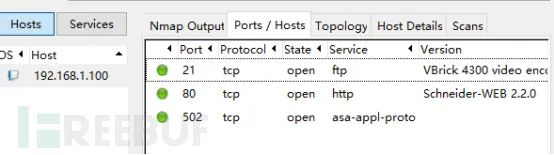 Hosts Services Nmap Output Ports / Hosts Topology Host Details Scans
OS Host Port Protocol State Service Version
192.168.1.100 21 tcp open ftp VBrick 4300 video enc
80 tcp open http Schneider-WEB 2.2.0
502 tcp open asa-appl-proto
FREEBUF